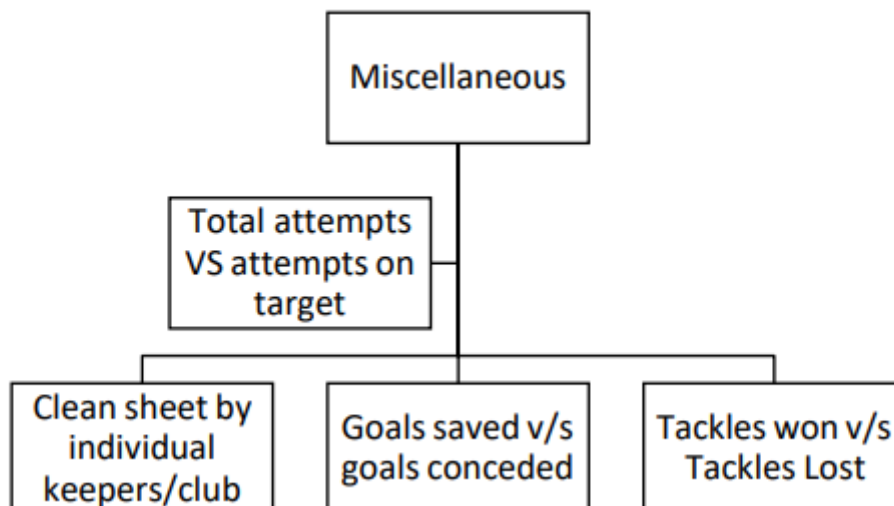 Miscellaneous
Total attempts
VS attempts on
target
Clean sheet by
individual
keepers/club
Goals saved v/s
goals conceded
Tackles won v/s
Tackles Lost